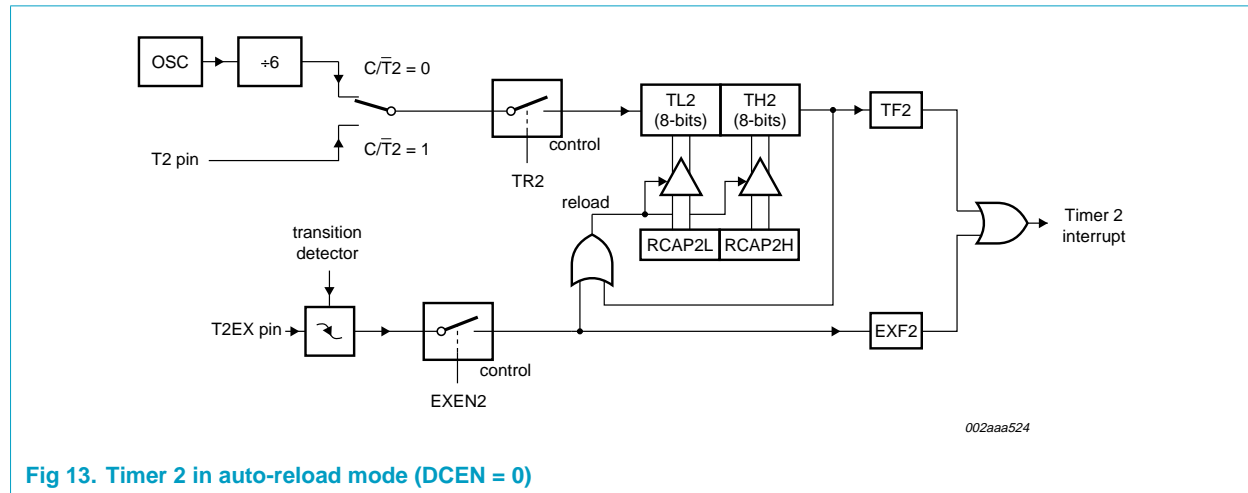 OSC
÷6
C/T̅2 = 0
TL2
(8-bits)
TH2
(8-bits)
TF2
control
T2 pin
C/T̅2 = 1
TR2
reload
Timer 2
interrupt
transition
detector
RCAP2L
RCAP2H
T2EX pin
EXF2
control
EXEN2
002aaa524
Fig 13. Timer 2 in auto-reload mode (DCEN = 0)